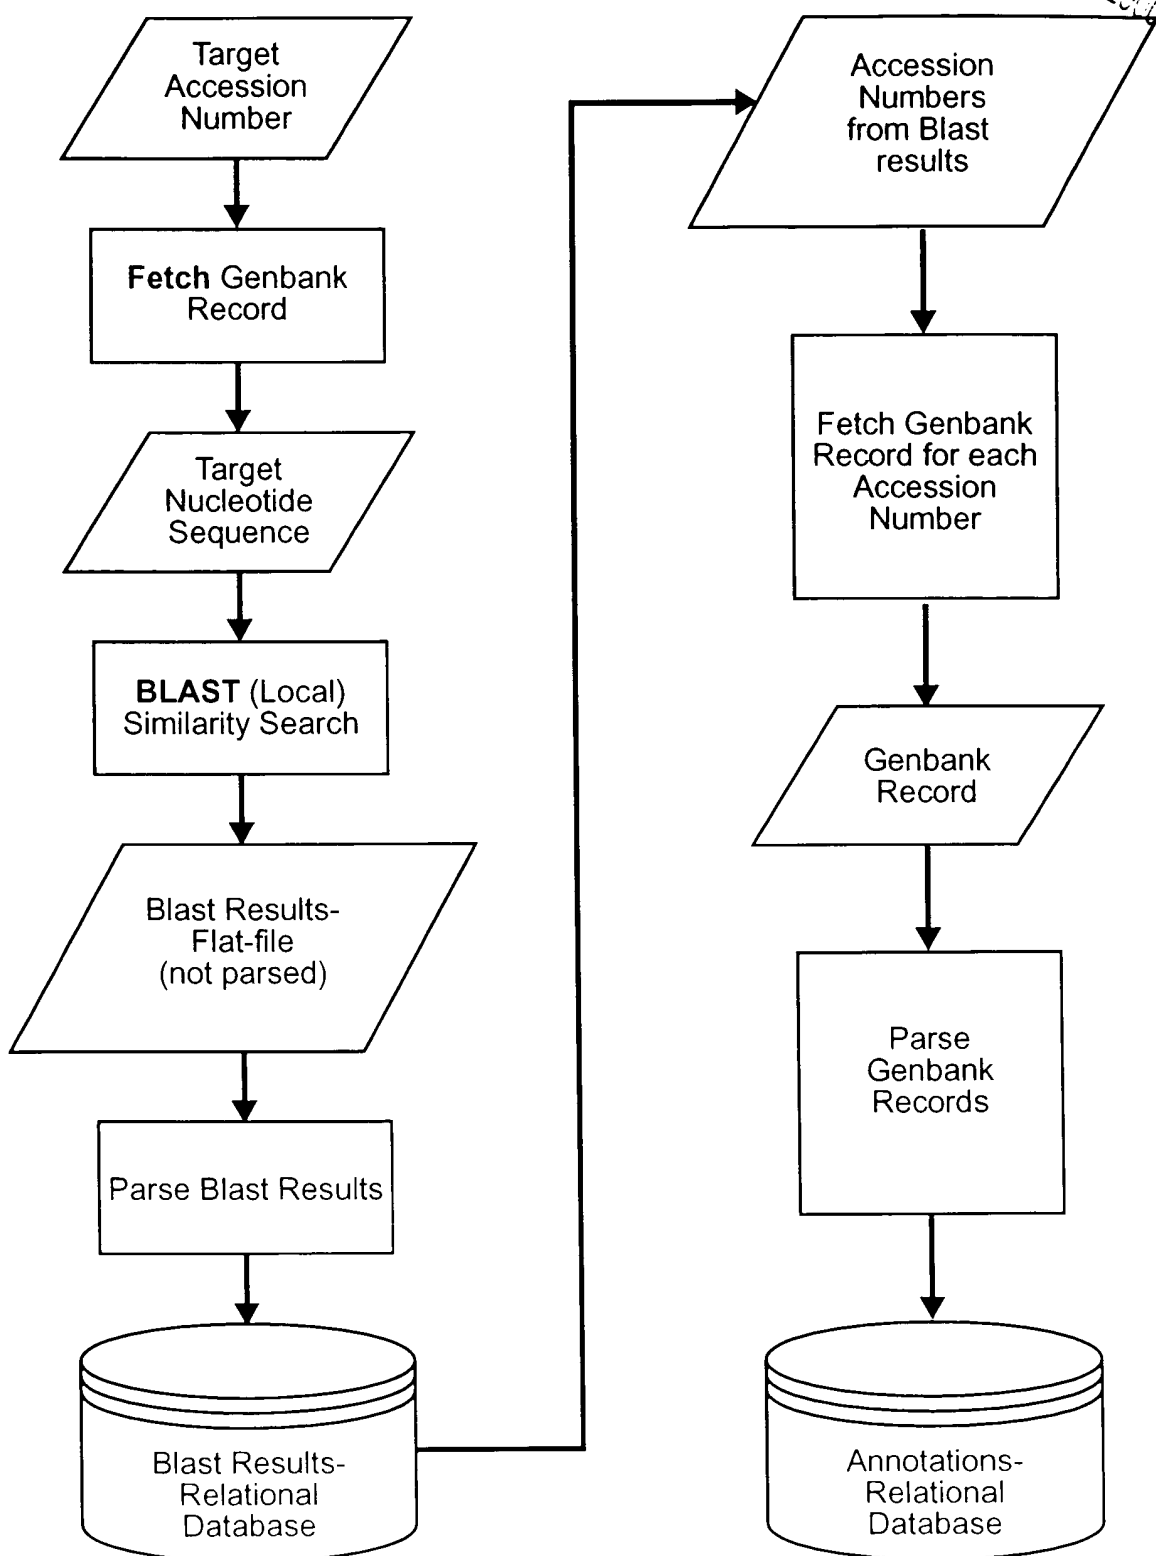 Target
Accession
Number
Fetch Genbank
Record
Target
Nucleotide
Sequence
BLAST (Local)
Similarity Search
Blast Results-
Flat-file
(not parsed)
Parse Blast Results
Blast Results-
Relational
Database
Accession
Numbers
from Blast
results
Fetch Genbank
Record for each
Accession
Number
Genbank
Record
Parse
Genbank
Records
Annotations-
Relational
Database